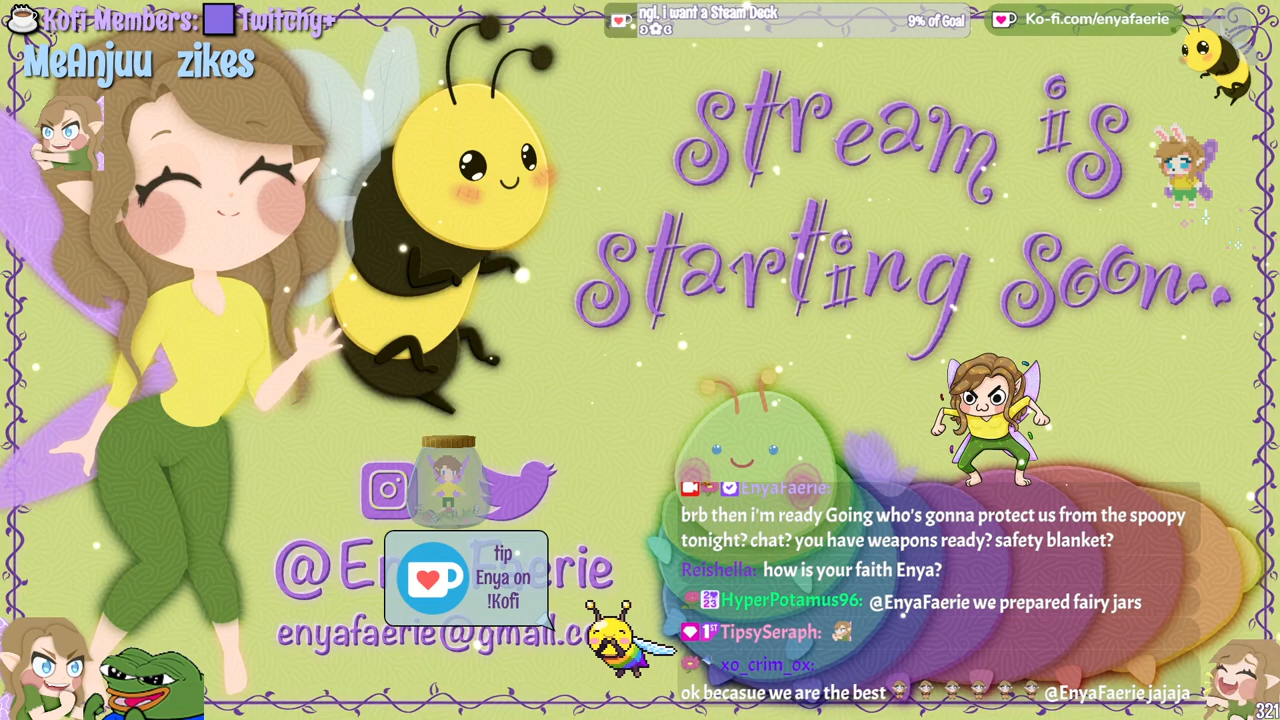 Kofi Members: Twitchy+
MeAnjuu zikes
ngl, i want a Steam Deck
9% of Goal
Ko-fi.com/enyafaerie
Stream is
starting Soon..
tip
Enya on
!Kofi
enyafaerie@gmail.co
EnyaFaerie:
brb then i'm ready Going who's gonna protect us from the spoopy
tonight? chat? you have weapons ready? safety blanket?
Reishella: how is your faith Enya?
HyperPotamus96: @EnyaFaerie we prepared fairy jars
1ST TipsySeraph:
xo_crim_ox:
ok becasue we are the best @EnyaFaerie jajaja
321